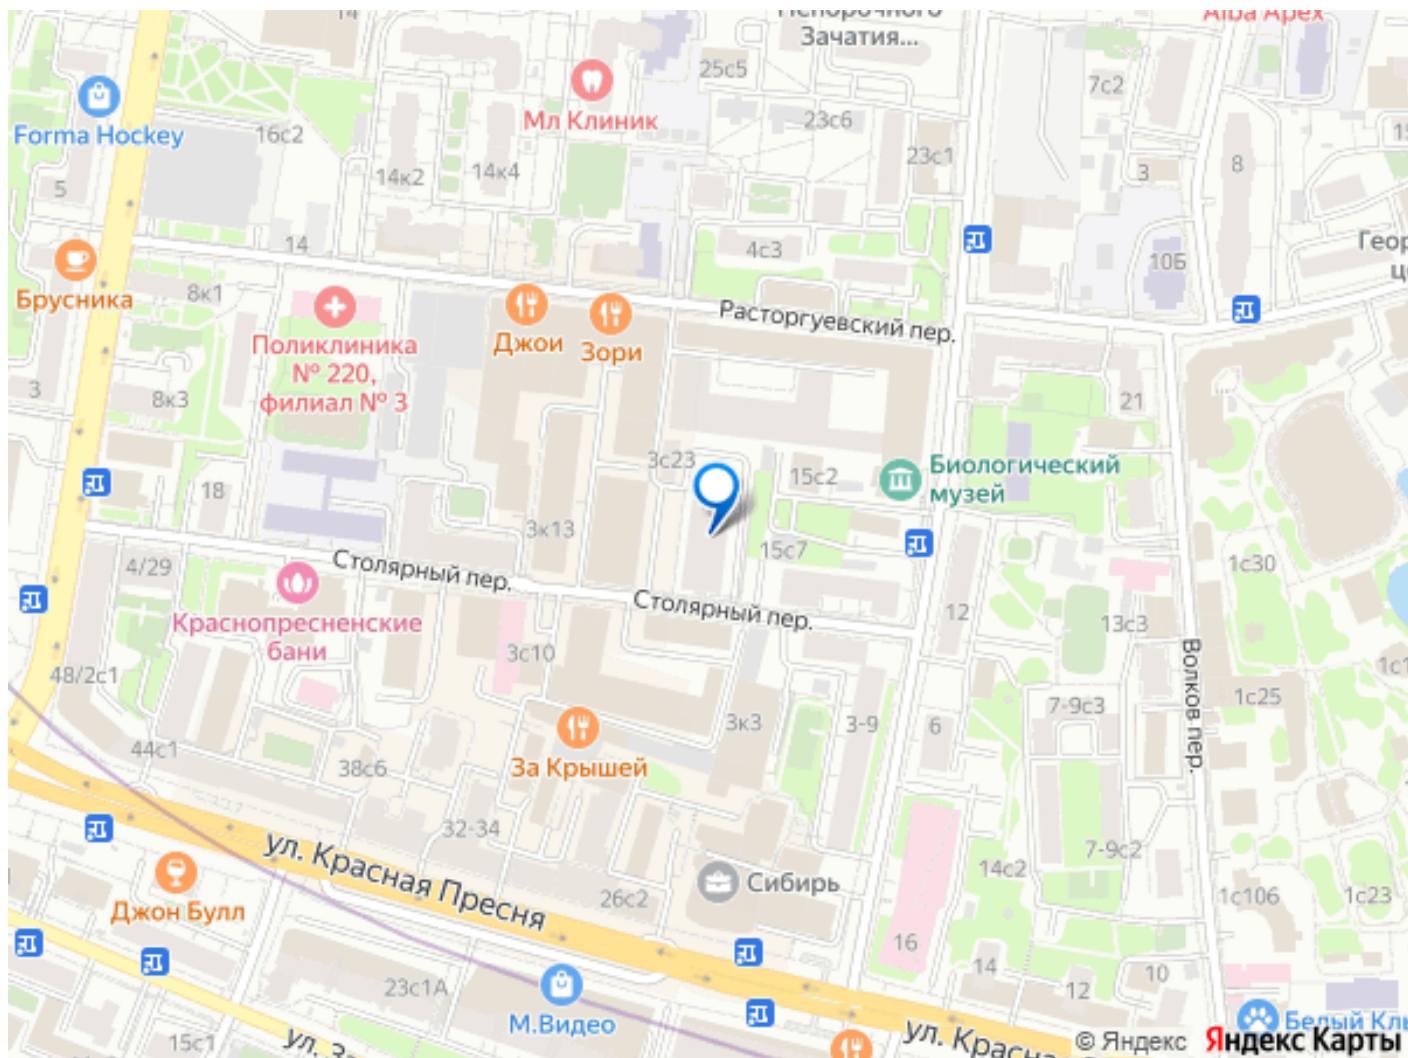 14
Зачатия...
Alba Apex
25с5
7с2
Мл Клиник
Forma Hockey
16с2
23с6
23с1
14к2
14к4
3
8
5
14
4с3
10Б
Брусника
8к1
Поликлиника
№ 220,
филиал № 3
Джои
Зори
Расторгуевский пер.
3
8к3
21
3с23
15с2
Биологический
музей
18
3к13
15с7
1с30
4/29
Столярный пер.
Столярный пер.
12
13с3
Краснопресненские
бани
3с10
Волков пер.
48/2с1
1с25
7-9с3
3к3
3-9
6
44с1
38с6
За Крышей
32-34
ул. Красная Пресня
7-9с2
14с2
Сибирь
26с2
1с106
1с23
Джон Булл
16
14
10
12
23с1А
М.Видео
15с1
© Яндекс
Яндекс Карты